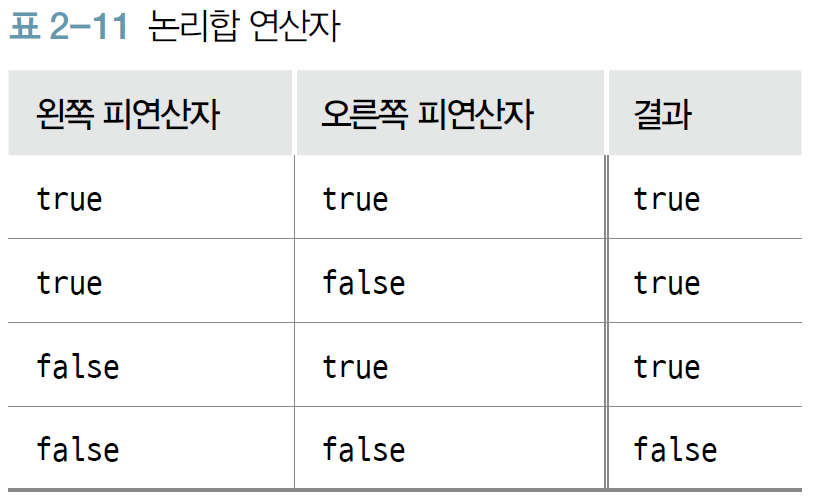 표 2-11 논리합 연산자
왼쪽 피연산자 오른쪽 피연산자 결과
true true true
true false true
false true true
false false false